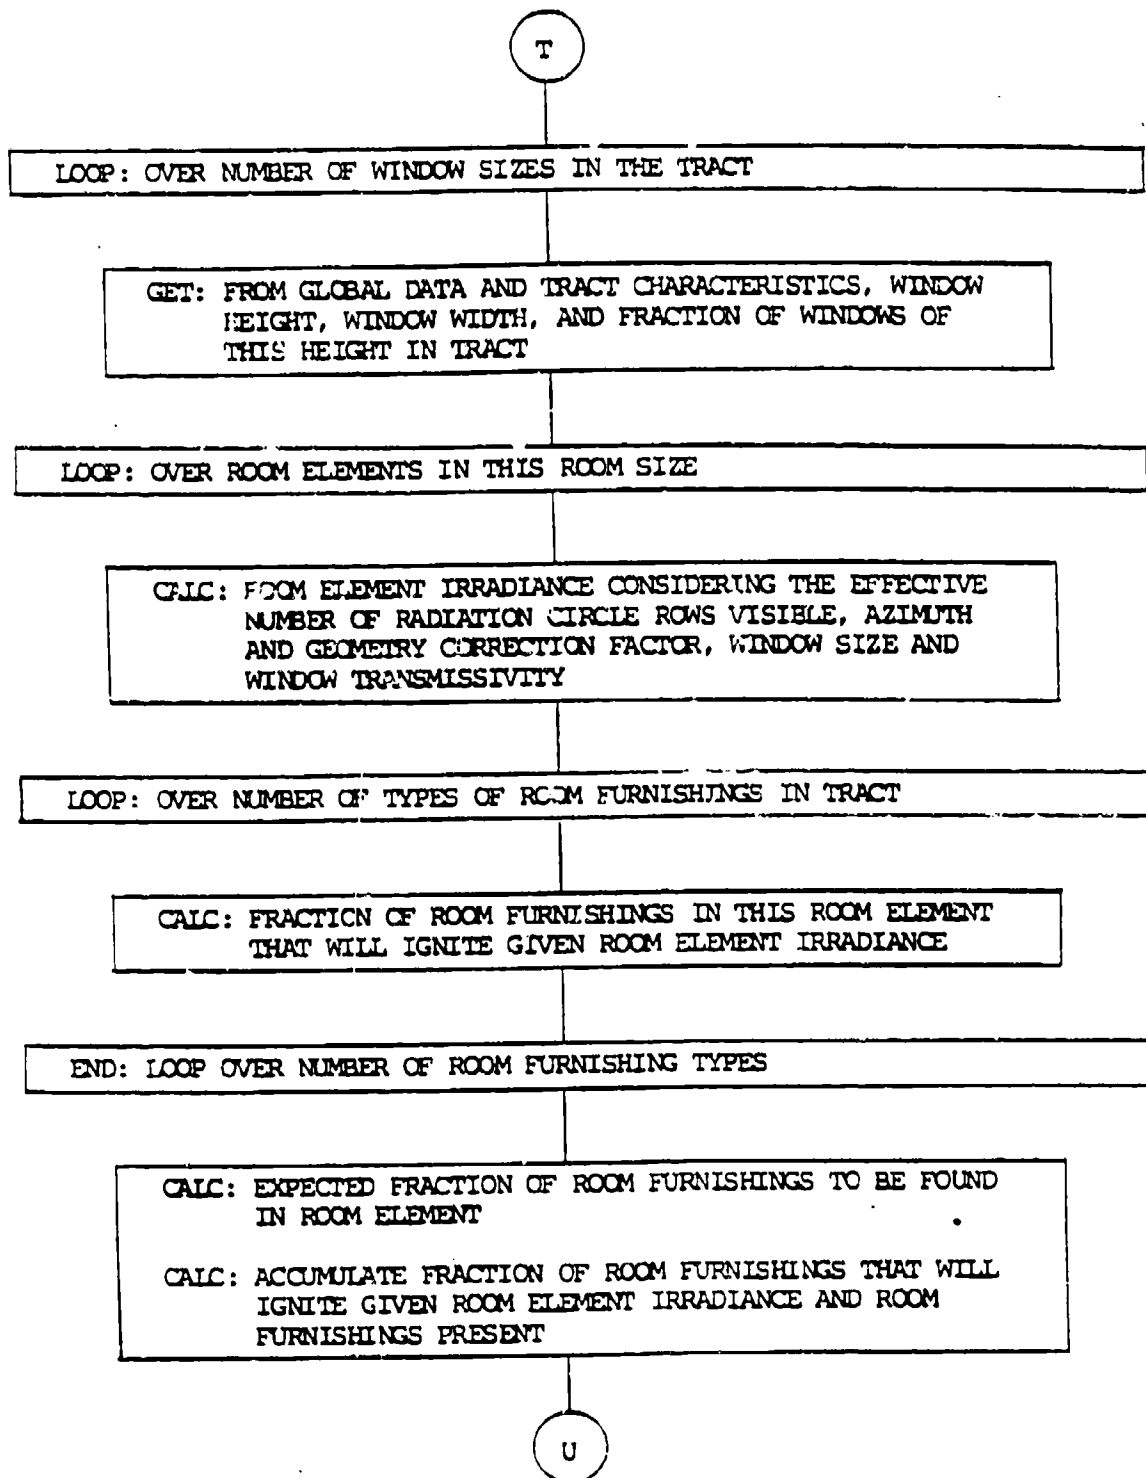 T
LOOP: OVER NUMBER OF WINDOW SIZES IN THE TRACT
GET: FROM GLOBAL DATA AND TRACT CHARACTERISTICS, WINDOW
HEIGHT, WINDOW WIDTH, AND FRACTION OF WINDOWS OF
THIS HEIGHT IN TRACT
LOOP: OVER ROOM ELEMENTS IN THIS ROOM SIZE
CALC: ROOM ELEMENT IRRADIANCE CONSIDERING THE EFFECTIVE
NUMBER OF RADIATION CIRCLE ROWS VISIBLE, AZIMUTH
AND GEOMETRY CORRECTION FACTOR, WINDOW SIZE AND
WINDOW TRANSMISSIVITY
LOOP: OVER NUMBER OF TYPES OF ROOM FURNISHINGS IN TRACT
CALC: FRACTION OF ROOM FURNISHINGS IN THIS ROOM ELEMENT
THAT WILL IGNITE GIVEN ROOM ELEMENT IRRADIANCE
END: LOOP OVER NUMBER OF ROOM FURNISHING TYPES
CALC: EXPECTED FRACTION OF ROOM FURNISHINGS TO BE FOUND
IN ROOM ELEMENT
CALC: ACCUMULATE FRACTION OF ROOM FURNISHINGS THAT WILL
IGNITE GIVEN ROOM ELEMENT IRRADIANCE AND ROOM
FURNISHINGS PRESENT
U